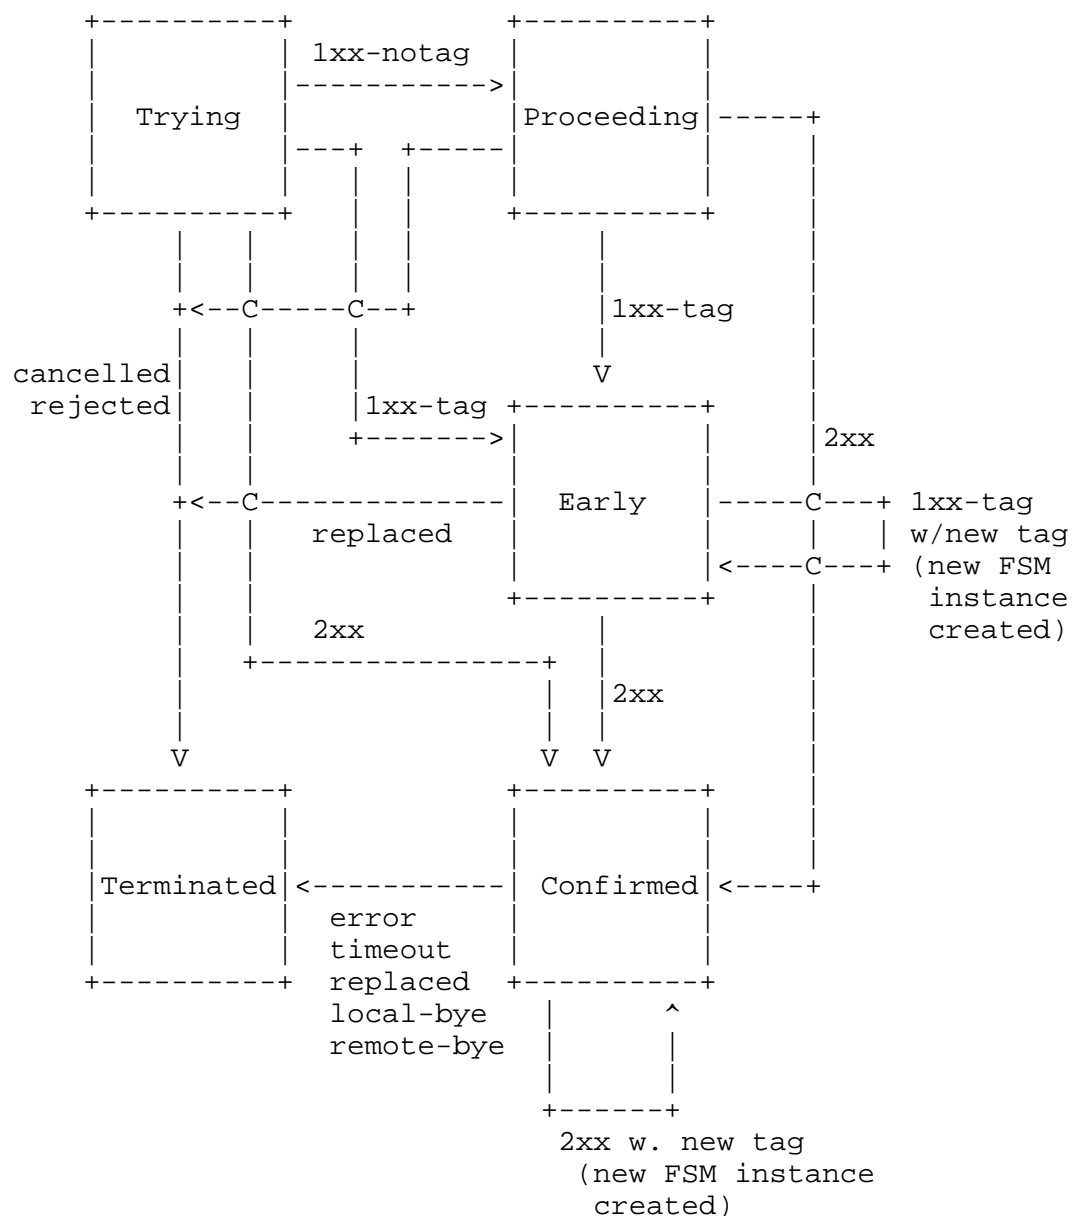 1xx-notag
Trying
Proceeding
C C
1xx-tag
cancelled
rejected
1xx-tag
2xx
C
Early
C
1xx-tag
replaced
w/new tag
C
(new FSM
instance
2xx
created)
2xx
V
V V V
Terminated
Confirmed
error
timeout
replaced
local-bye
remote-bye
2xx w. new tag
(new FSM instance
created)